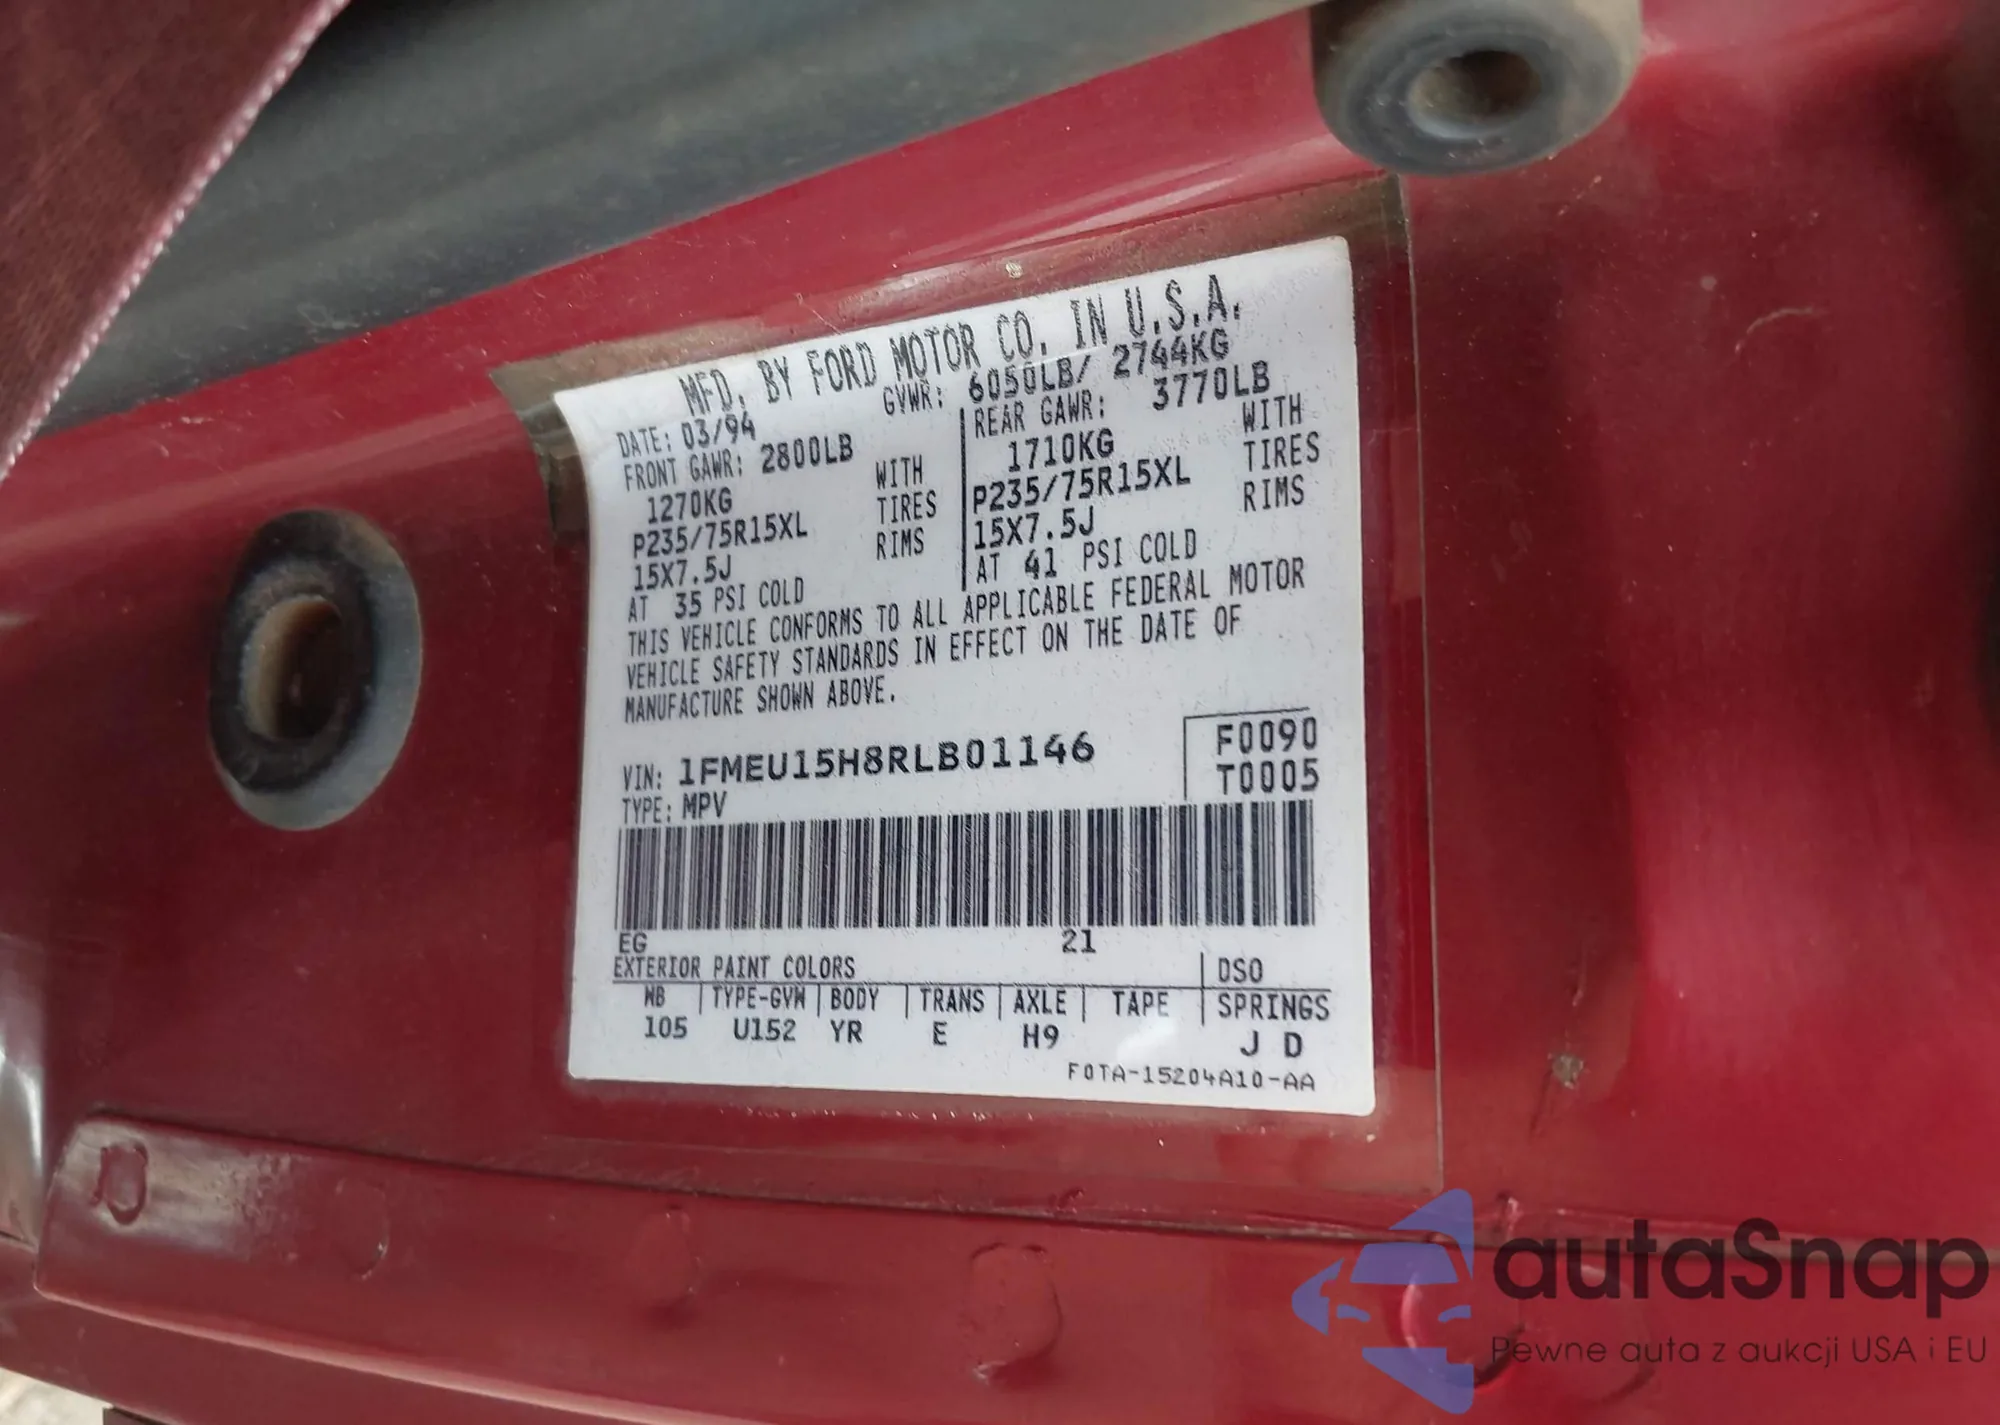 MFD. BY FORD MOTOR CO. IN U.S.A.
DATE: 03/94 GVWR: 6050LB/ 2744KG
FRONT GAWR: 2800LB REAR GAWR: 3770LB
1270KG WITH 1710KG WITH
P235/75R15XL TIRES P235/75R15XL TIRES
15X7.5J RIMS 15X7.5J RIMS
AT 35 PSI COLD AT 41 PSI COLD
THIS VEHICLE CONFORMS TO ALL APPLICABLE FEDERAL MOTOR
VEHICLE SAFETY STANDARDS IN EFFECT ON THE DATE OF
MANUFACTURE SHOWN ABOVE.
VIN: 1FMEU15H8RLB01146 F0090
TYPE: MPV T0005
EG 21
EXTERIOR PAINT COLORS DSO
WB TYPE-GVW BODY TRANS AXLE TAPE SPRINGS
105 U152 YR E H9 J D
F0TA-15204A10-AA
autaSnap
Pewne auta z aukcji USA i EU